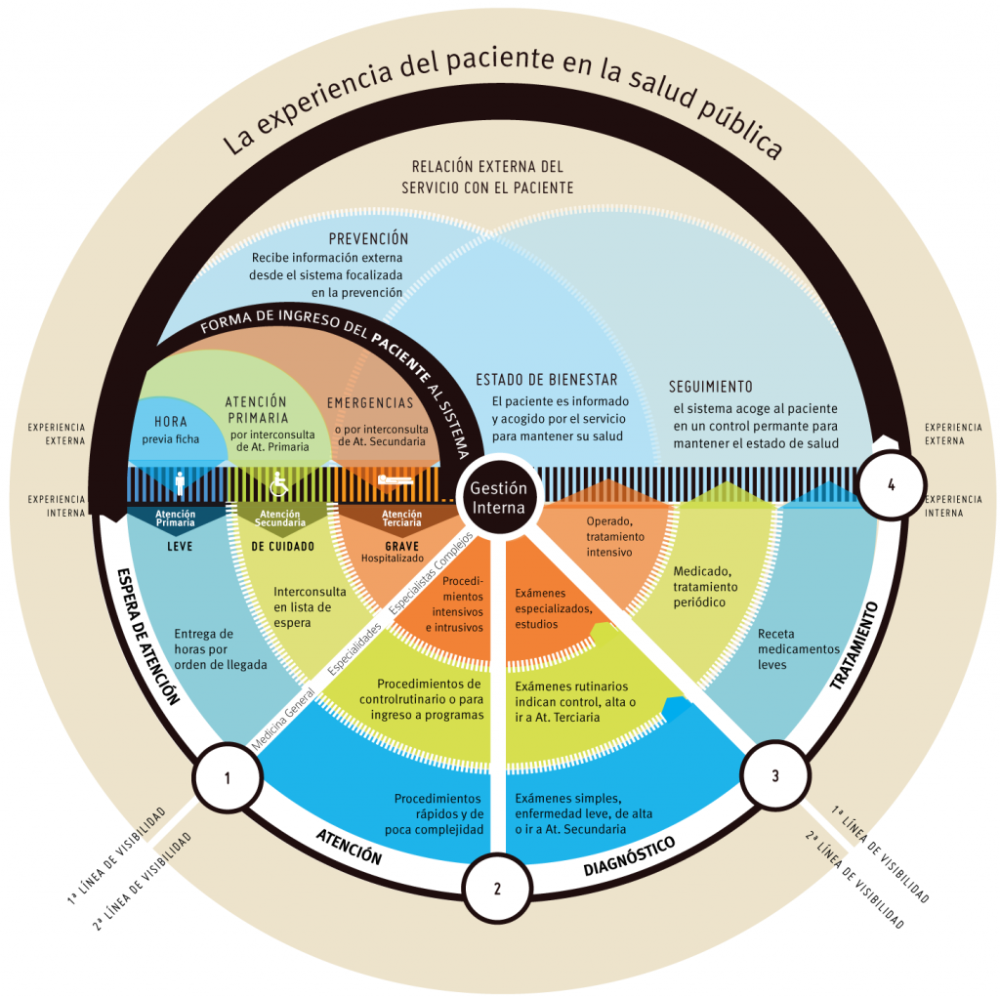 La experiencia del paciente en la salud pública
RELACIÓN EXTERNA DEL
SERVICIO CON EL PACIENTE
PREVENCIÓN
Recibe información externa
desde el sistema focalizada
en la prevención
FORMA DE INGRESO DEL PACIENTE AL SISTEMA
ESTADO DE BIENESTAR
El paciente es informado
y acogido por el servicio
para mantener su salud
SEGUIMIENTO
el sistema acoge al paciente
en un control permante para
mantener el estado de salud
HORA
previa ficha
ATENCIÓN
PRIMARIA
por interconsulta
de At. Primaria
EMERGENCIAS
o por interconsulta
de At. Secundaria
EXPERIENCIA
EXTERNA
EXPERIENCIA
INTERNA
EXPERIENCIA
EXTERNA
EXPERIENCIA
INTERNA
Gestión
Interna
4
Atención
Primaria
LEVE
Atención
Secundaria
DE CUIDADO
Atención
Terciaria
GRAVE
Hospitalizado
ESPERA DE ATENCIÓN
Entrega de
horas por
orden de llegada
Interconsulta
en lista de
espera
Medicina General
Especialidades
Especialistas Complejos
Procedi-
mientos
intensivos
e intrusivos
Exámenes
especializados,
estudios
Operado,
tratamiento
intensivo
Medicado,
tratamiento
periódico
Receta
medicamentos
leves
TRATAMIENTO
Procedimientos de
controlrutinario o para
ingreso a programas
Exámenes rutinarios
indican control, alta o
ir a At. Terciaria
Procedimientos
rápidos y de
poca complejidad
Exámenes simples,
enfermedad leve, de alta
o ir a At. Secundaria
1
ATENCIÓN
2
DIAGNÓSTICO
3
1ª LÍNEA DE VISIBILIDAD
2ª LÍNEA DE VISIBILIDAD
1ª LÍNEA DE VISIBILIDAD
2ª LÍNEA DE VISIBILIDAD